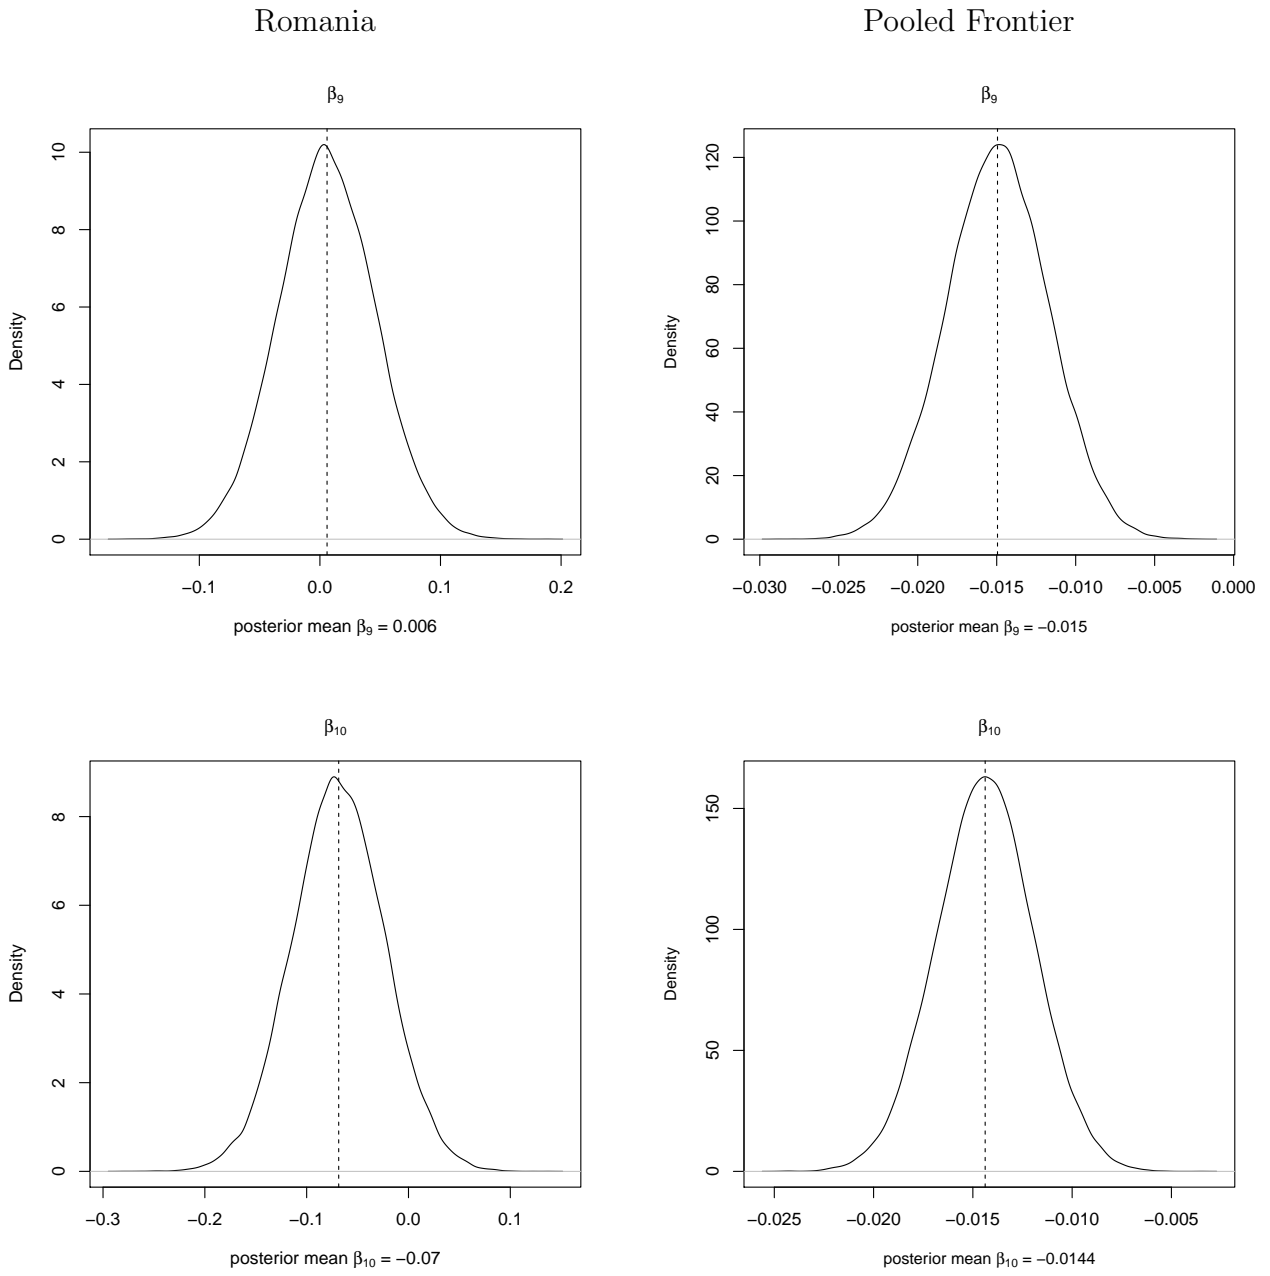 Romania
Pooled Frontier
β9
Density
0 2 4 6 8 10
−0.1 0.0 0.1 0.2
posterior mean β9 = 0.006
β9
Density
0 20 40 60 80 100 120
−0.030 −0.025 −0.020 −0.015 −0.010 −0.005 0.000
posterior mean β9 = −0.015
β10
Density
0 2 4 6 8
−0.3 −0.2 −0.1 0.0 0.1
posterior mean β10 = −0.07
β10
Density
0 50 100 150
−0.025 −0.020 −0.015 −0.010 −0.005
posterior mean β10 = −0.0144